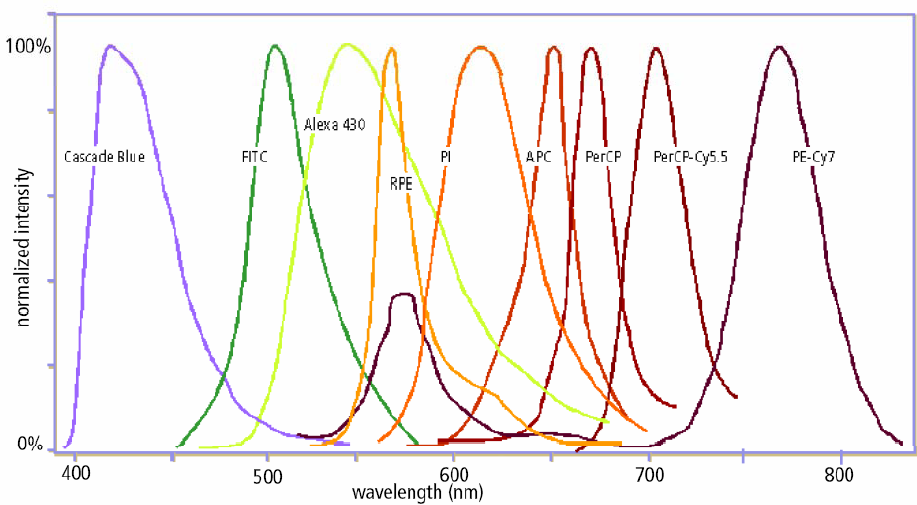 100%
Alexa 430
Cascade Blue
FITC
PI
APC
PerCP
PerCP-Cy5.5
PE-Cy7
RPE
normalized intensity
0%
400
500
600
700
800
wavelength (nm)